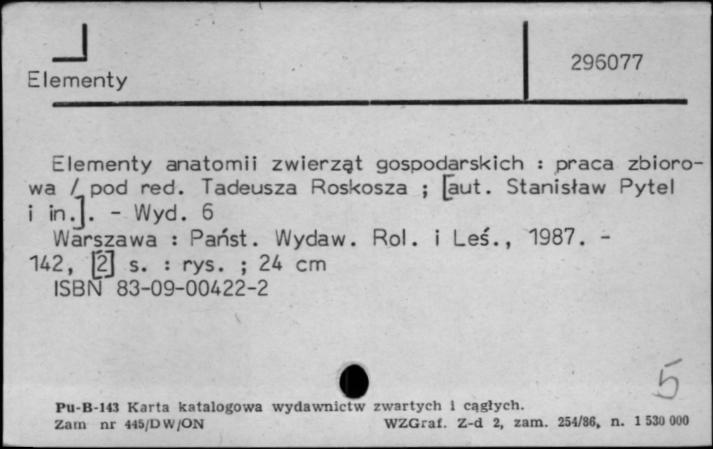 296077
Elementy
Elementy anatomii zwierząt gospodarskich : praca zbioro-
wa / pod red. Tadeusza Roskosza ; [aut. Stanisław Pytel
i in.]. - Wyd. 6
Warszawa : Państ. Wydaw. Rol. i Leś., 1987. -
142, [2] s. : rys. ; 24 cm
ISBN 83-09-00422-2
5
Pu-B-143 Karta katalogowa wydawnictw zwartych i ciągłych.
Zam nr 445/DW/ON WZGraf. Z-d 2, zam. 254/86, n. 1 530 000